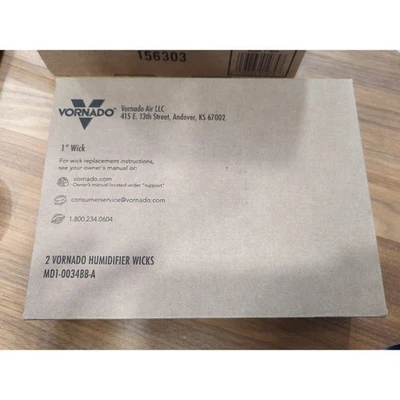 156303
VORNADO
Vornado Air LLC
415 E. 13th Street, Andover, KS 67002
1" Wick
For wick replacement instructions,
see your owner's manual or:
vornado.com
Owner's manual located under "support"
consumerservice@vornado.com
1.800.234.0604
2 VORNADO HUMIDIFIER WICKS
MD1-0034BB-A